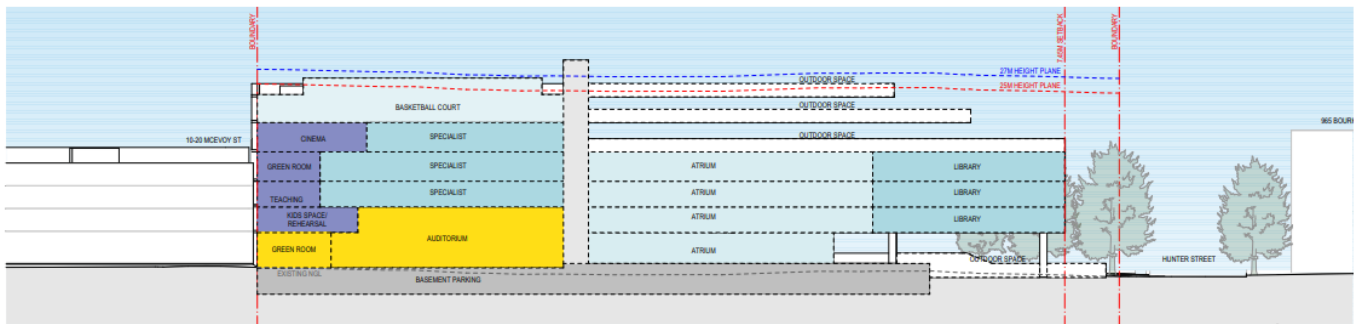 BOUNDARY
7.45M SETBACK
BOUNDARY
27M HEIGHT PLANE
OUTDOOR SPACE
25M HEIGHT PLANE
BASKETBALL COURT
OUTDOOR SPACE
965 BOUR
10-20 MCEVOY ST
CINEMA
SPECIALIST
OUTDOOR SPACE
GREEN ROOM
SPECIALIST
ATRIUM
LIBRARY
TEACHING
SPECIALIST
ATRIUM
LIBRARY
KIDS SPACE/
REHEARSAL
ATRIUM
LIBRARY
GREEN ROOM
AUDITORIUM
ATRIUM
OUTDOOR SPACE
HUNTER STREET
EXISTING NGL
BASEMENT PARKING